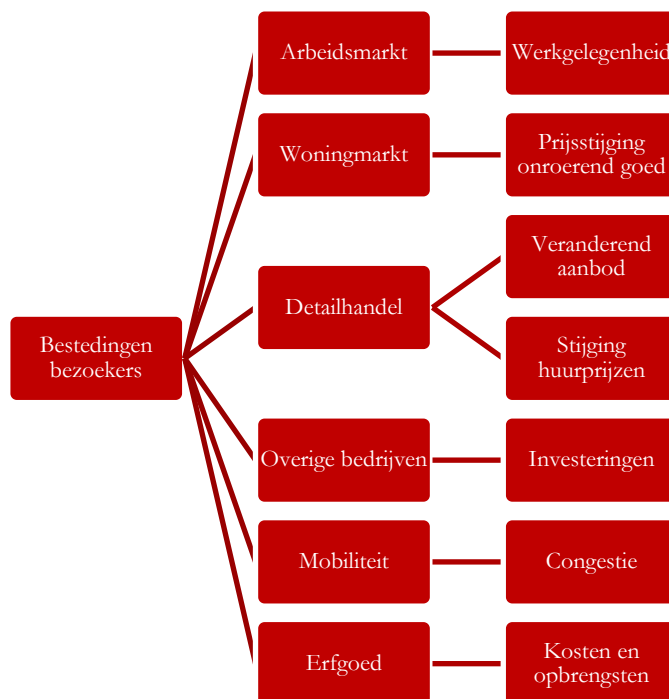 Arbeidsmarkt
Werkgelegenheid
Woningmarkt
Prijsstijging
onroerend goed
Veranderend
aanbod
Detailhandel
Stijging
huurprijzen
Bestedingen
bezoekers
Overige bedrijven
Investeringen
Mobiliteit
Congestie
Erfgoed
Kosten en
opbrengsten